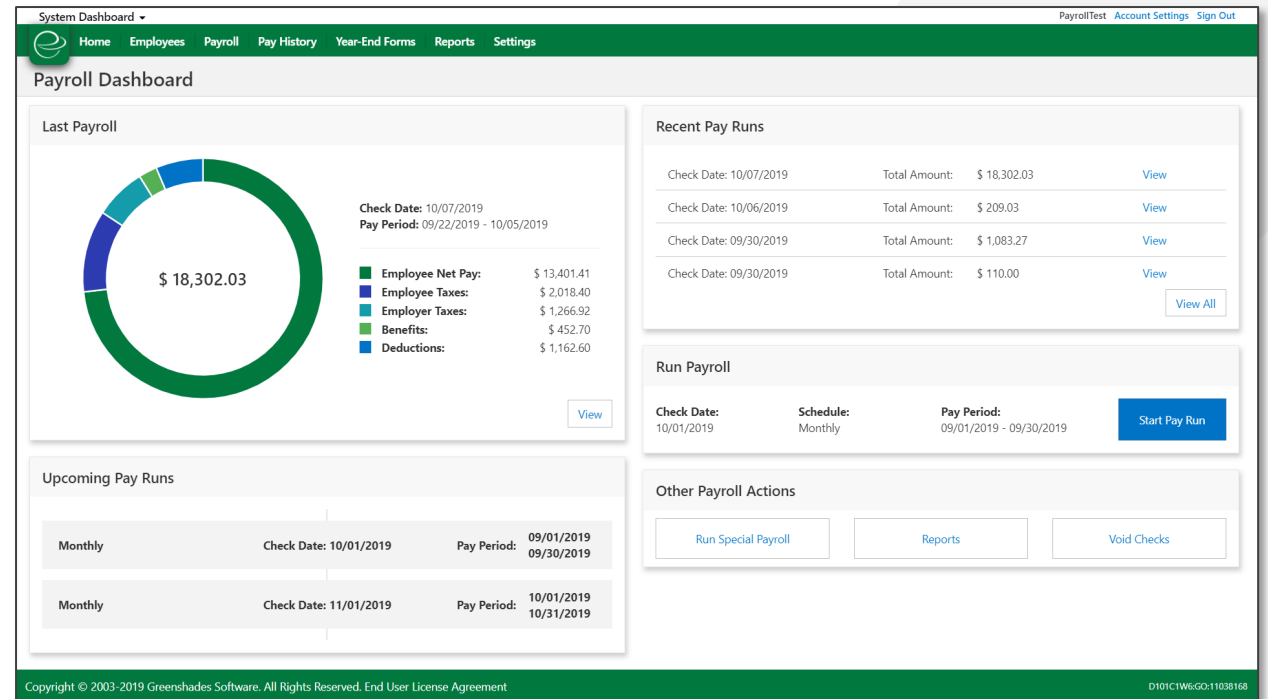 System Dashboard
PayrollTest Account Settings Sign Out
Home Employees Payroll Pay History Year-End Forms Reports Settings
Payroll Dashboard
Last Payroll
$ 18,302.03
Check Date: 10/07/2019
Pay Period: 09/22/2019 - 10/05/2019
Employee Net Pay: $ 13,401.41
Employee Taxes: $ 2,018.40
Employer Taxes: $ 1,266.92
Benefits: $ 452.70
Deductions: $ 1,162.60
View
Upcoming Pay Runs
Monthly Check Date: 10/01/2019 Pay Period: 09/01/2019
09/30/2019
Monthly Check Date: 11/01/2019 Pay Period: 10/01/2019
10/31/2019
Recent Pay Runs
Check Date: 10/07/2019 Total Amount: $ 18,302.03 View
Check Date: 10/06/2019 Total Amount: $ 209.03 View
Check Date: 09/30/2019 Total Amount: $ 1,083.27 View
Check Date: 09/30/2019 Total Amount: $ 110.00 View
View All
Run Payroll
Check Date: Schedule: Pay Period:
10/01/2019 Monthly 09/01/2019 - 09/30/2019
Start Pay Run
Other Payroll Actions
Run Special Payroll Reports Void Checks
Copyright © 2003-2019 Greenshades Software. All Rights Reserved. End User License Agreement
D101C1W6:GO:11038168